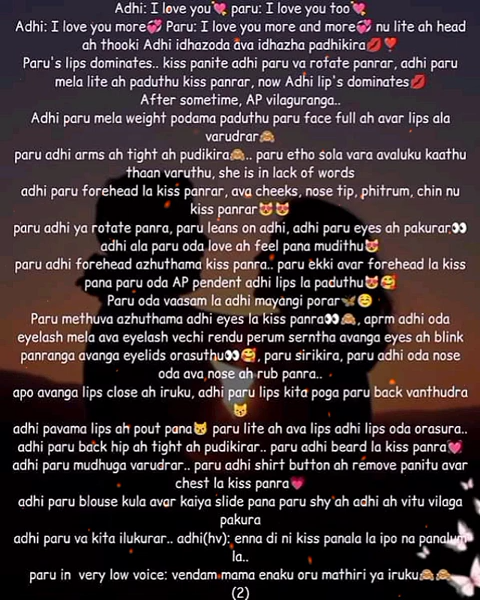 Adhi: I love you💘 paru: I love you too💘
Adhi: I love you more💞 Paru: I love you more and more💞 nu lite ah head
ah thooki Adhi idhazoda ava idhazha padhikira💋❣️
Paru's lips dominates.. kiss panite adhi paru va rofate panrar, adhi paru
mela lite ah paduthu kiss panrar, now Adhi lip's dominates💋
After sometime, AP vilaguranga..
Adhi paru mela weight podama paduthu paru face full ah avar lips ala
varudrar🙈
paru adhi arms ah tight ah pudikira🙈.. paru etho sola vara avaluku kaathu
thaan varuthu, she is in lack of words
adhi paru forehead la kiss panrar, ava cheeks, nose tip, phitrum, chin nu
kiss panrar😻😻
paru adhi ya rotate panra, paru leans on adhi, adhi paru eyes ah pakurar👀
adhi ala paru oda love ah feel pana mudithu😻
paru adhi forehead azhuthama kiss panra.. paru ekki avar forehead la kiss
pana paru oda AP pendent adhi lips la paduthu😻🥰
Paru oda vaasam la adhi mayangi porar🦋☺️
Paru methuva azhuthama adhi eyes la kiss panra👀🙈, aprm adhi oda
eyelash mela ava eyelash vechi rendu perum serntha avanga eyes ah blink
panranga avanga eyelids orasuthu👀🥰, paru sirikira, paru adhi oda nose
oda ava nose ah rub panra..
apo avanga lips close ah iruku, adhi paru lips kita poga paru back vanthudra
😼
adhi pavama lips ah pout pana😼 paru lite ah ava lips adhi lips oda orasura..
adhi paru back hip ah tight ah pudikirar.. paru adhi beard la kiss panra💓
adhi paru mudhuga varudrar.. paru adhi shirt button ah remove panitu avar
chest la kiss panra💗
adhi paru blouse kula avar kaiya slide pana paru shy ah adhi ah vitu vilaga
pakura
adhi paru va kita ilukurar.. adhi(hv): enna di ni kiss panala la ipo na panalum
la..
paru in very low voice: vendam mama enaku oru mathiri ya iruku🙈🙈
(2)